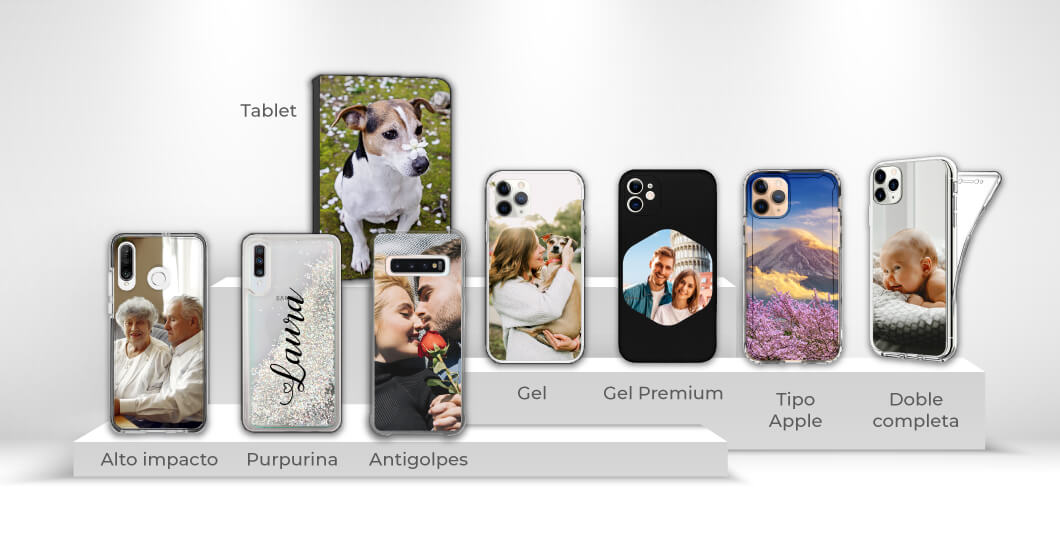 Tablet
Laura
Gel
Gel Premium
Tipo
Apple
Doble
completa
Alto impacto
Purpurina
Antigolpes